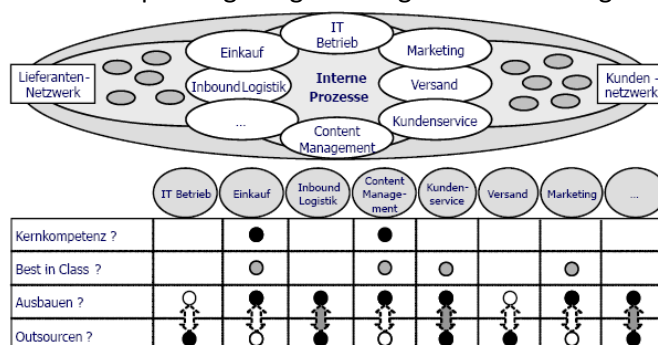 IT
Betrieb
Einkauf
Marketing
Lieferanten-
Netzwerk
Inbound Logistik
Interne
Prozesse
Versand
Kunden -
netzwerk
...
Kundenservice
Content
Management
IT Betrieb
Einkauf
Inbound
Logistik
Content
Manage-
ment
Kunden-
service
Versand
Marketing
...
Kernkompetenz ?
Best in Class ?
Ausbauen ?
Outsourcen ?